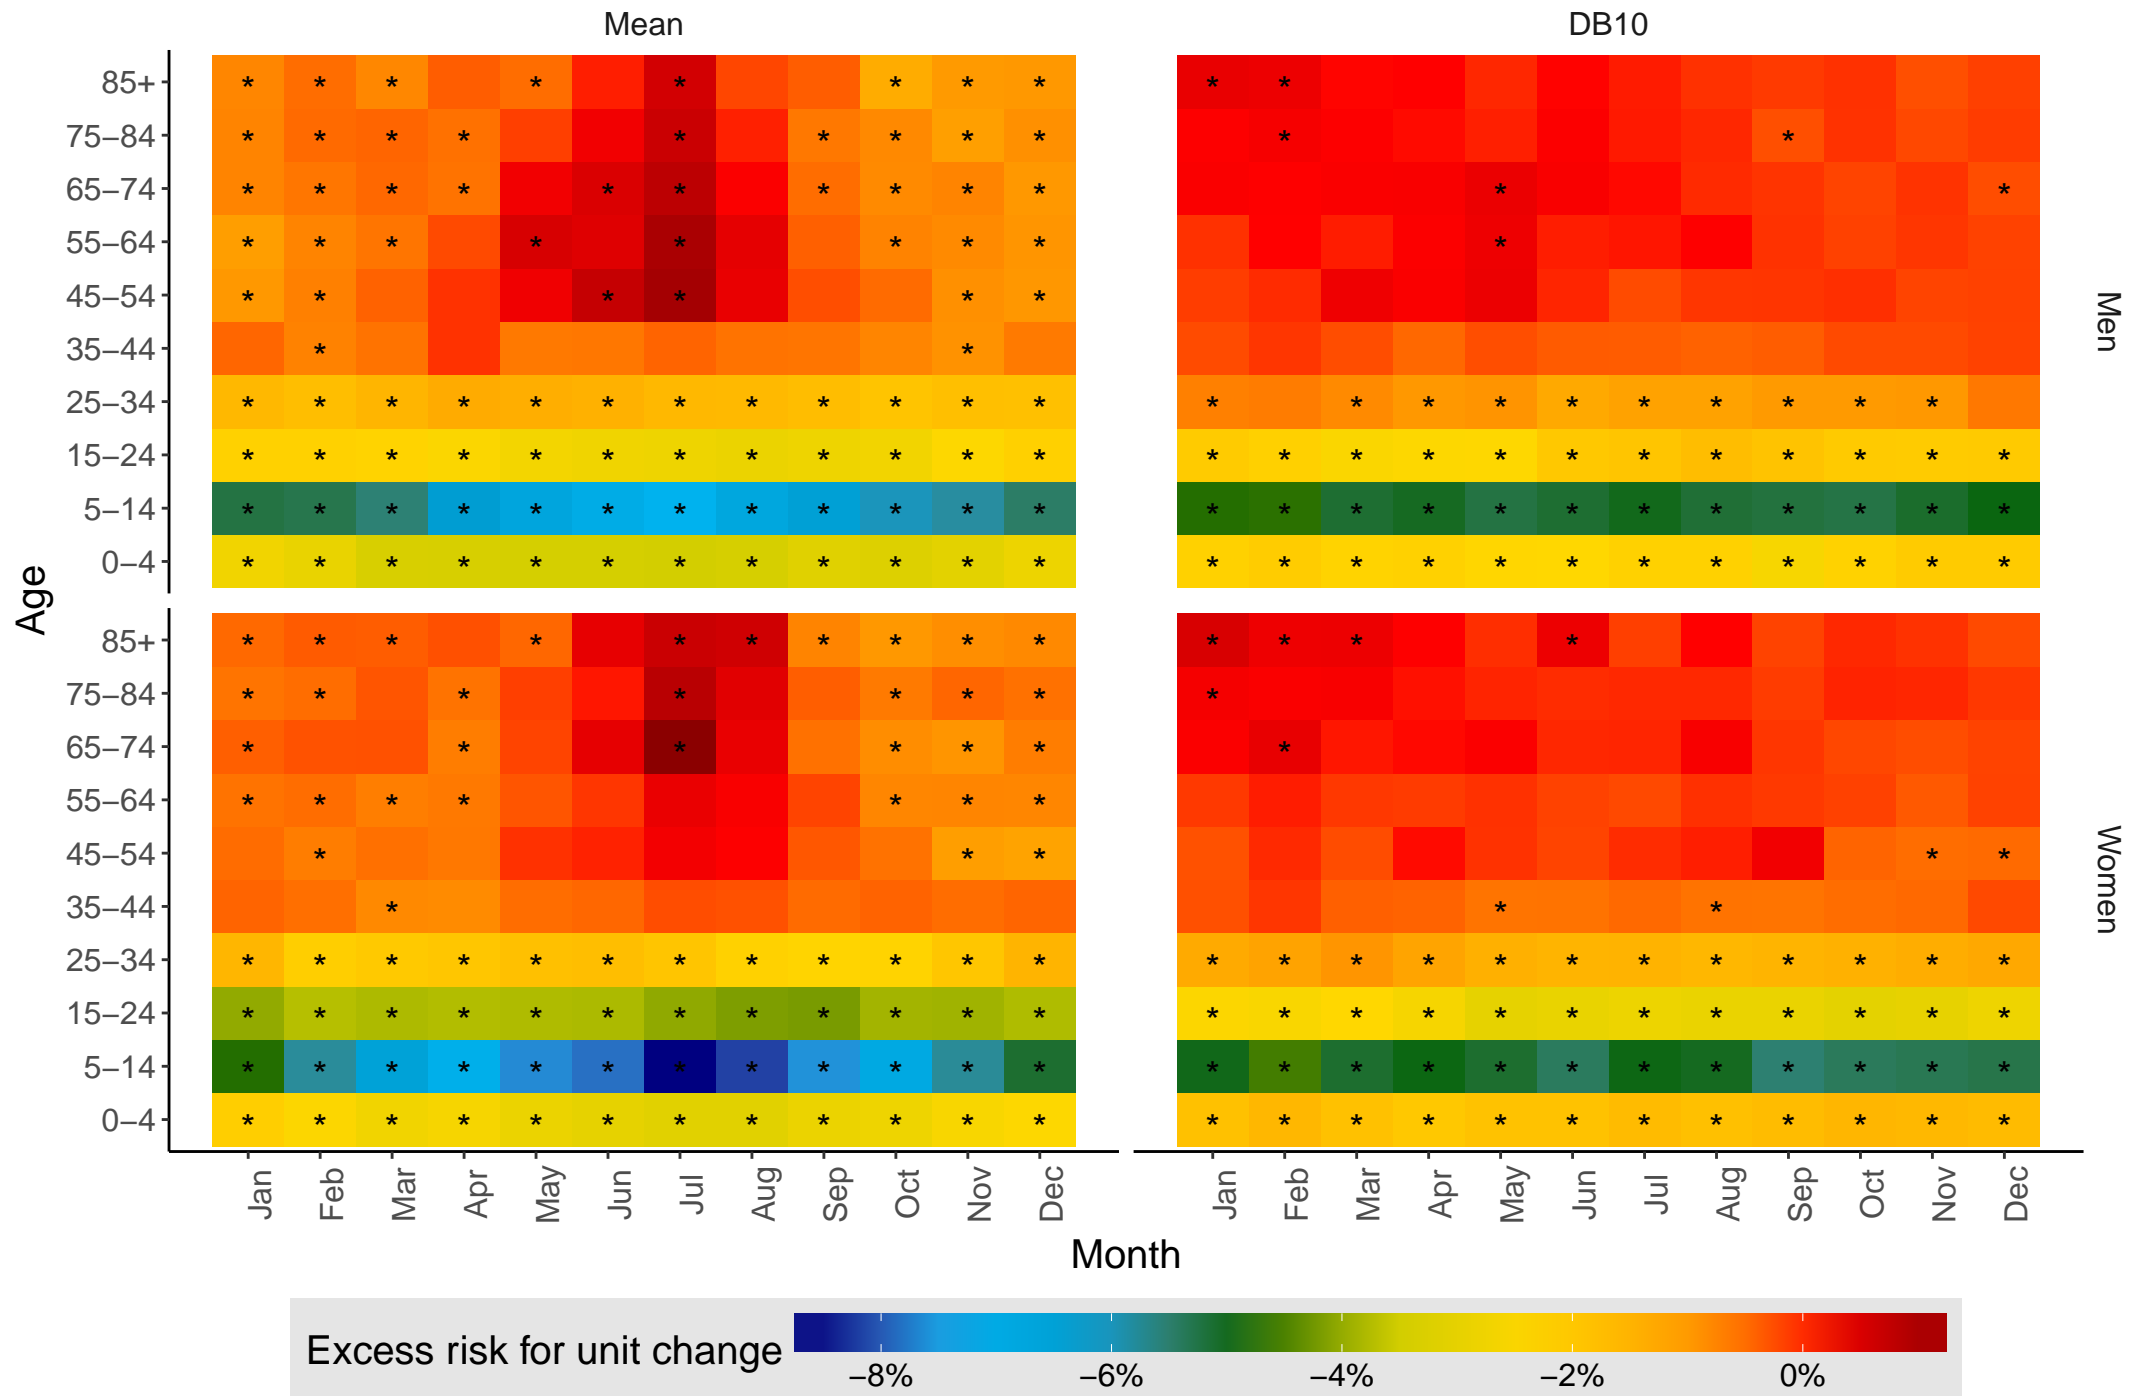 Mean
DB10
85+
75−84
65−74
55−64
45−54
35−44
25−34
15−24
5−14
0−4
Men
Age
85+
75−84
65−74
55−64
45−54
35−44
25−34
15−24
5−14
0−4
Women
Jan Feb Mar Apr May Jun Jul Aug Sep Oct Nov Dec
Jan Feb Mar Apr May Jun Jul Aug Sep Oct Nov Dec
Month
Excess risk for unit change
−8% −6% −4% −2% 0%